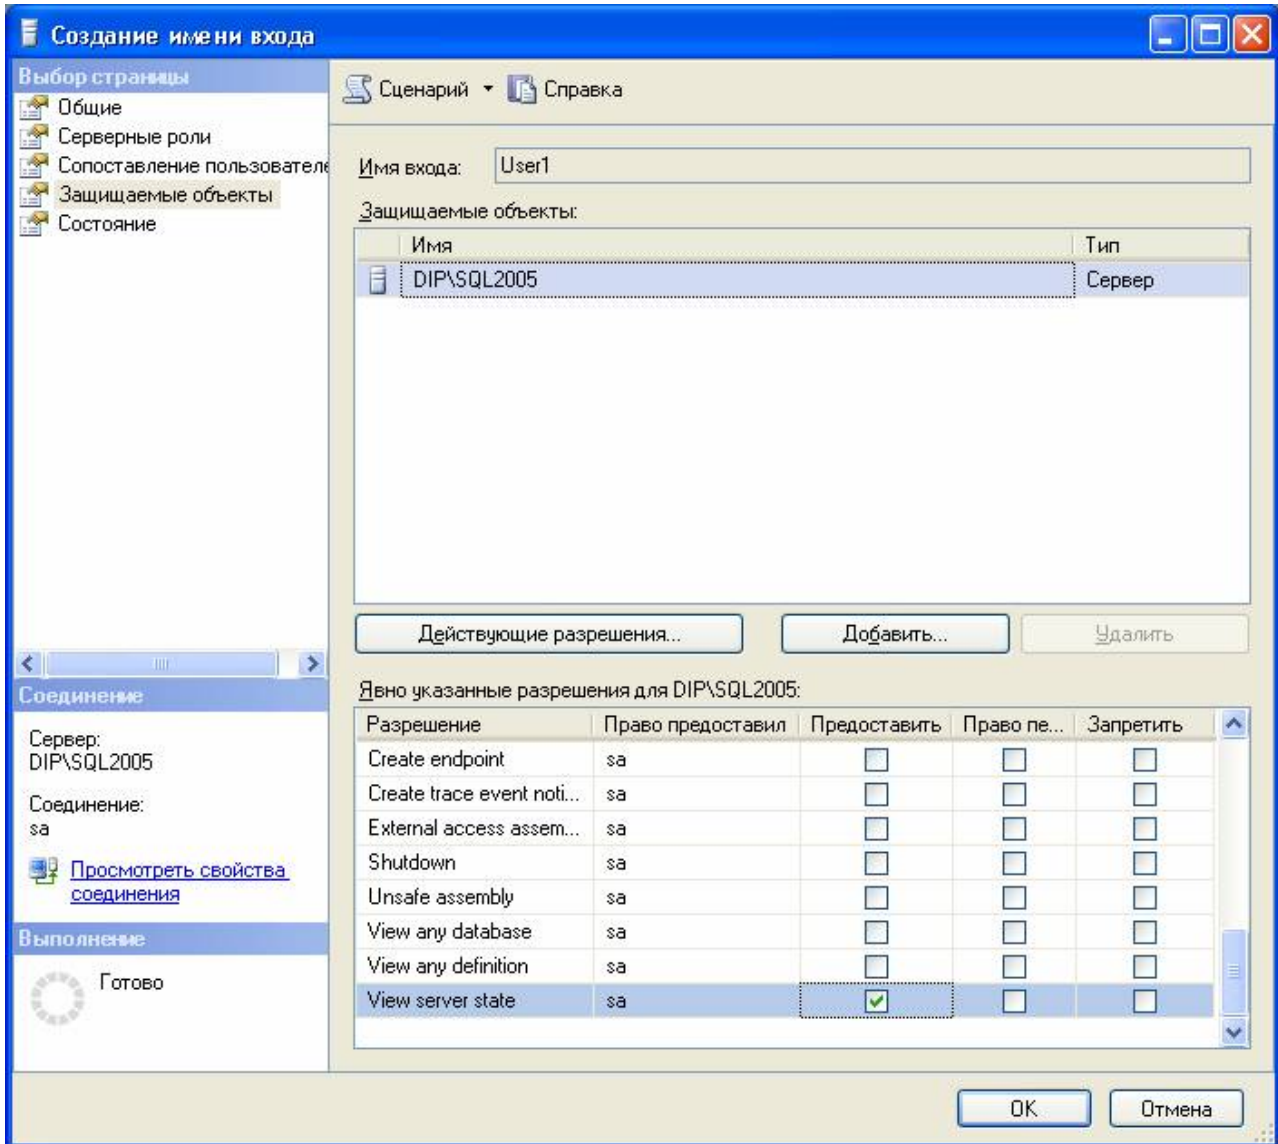 Создание имени входа
Выбор страницы
Общие
Серверные роли
Сопоставление пользователе
Защищаемые объекты
Состояние
Сценарий
Справка
Имя входа: User1
Защищаемые объекты:
Имя Тип
DIP\SQL2005 Сервер
Действующие разрешения... Добавить... Удалить
Соединение
Сервер:
DIP\SQL2005
Соединение:
sa
Просмотреть свойства
соединения
Выполнение
Готово
Явно указанные разрешения для DIP\SQL2005:
Разрешение Право предоставил Предоставить Право пе... Запретить
Create endpoint sa
Create trace event noti... sa
External access assem... sa
Shutdown sa
Unsafe assembly sa
View any database sa
View any definition sa
View server state sa
OK Отмена